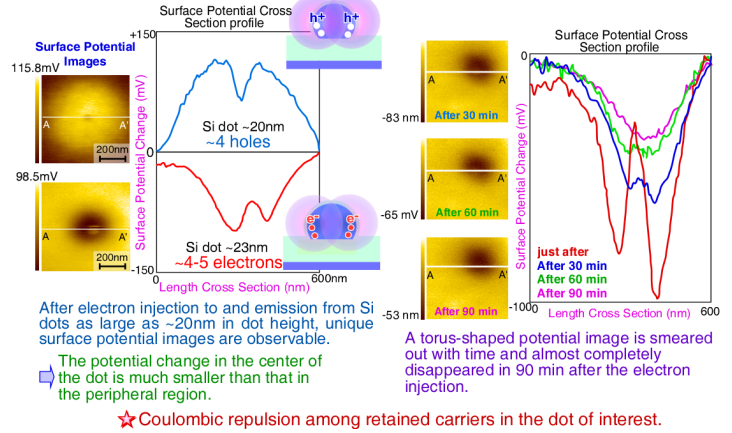 Surface Potential Cross
Section profile
+150
h⁺ h⁺
Surface Potential
Images
115.8mV
A A'
200nm
98.5mV
A A'
200nm
Surface Potential Change (mV)
Si dot ~20nm
~4 holes
0
e⁻ e⁻
Si dot ~23nm
~4-5 electrons
-150
600nm
Length Cross Section (nm)
After electron injection to and emission from Si
dots as large as ~20nm in dot height, unique
surface potential images are observable.
The potential change in the center of
the dot is much smaller than that in
the peripheral region.
Surface Potential Cross
Section profile
A A'
After 30 min
-83 nm
A A'
After 60 min
-65 mV
A A'
After 90 min
-53 nm
0
Surface Potential Change (mV)
just after
After 30 min
After 60 min
After 90 min
-100
0
Length Cross Section (nm)
600
A torus-shaped potential image is smeared
out with time and almost completely
disappeared in 90 min after the electron
injection.
Coulombic repulsion among retained carriers in the dot of interest.